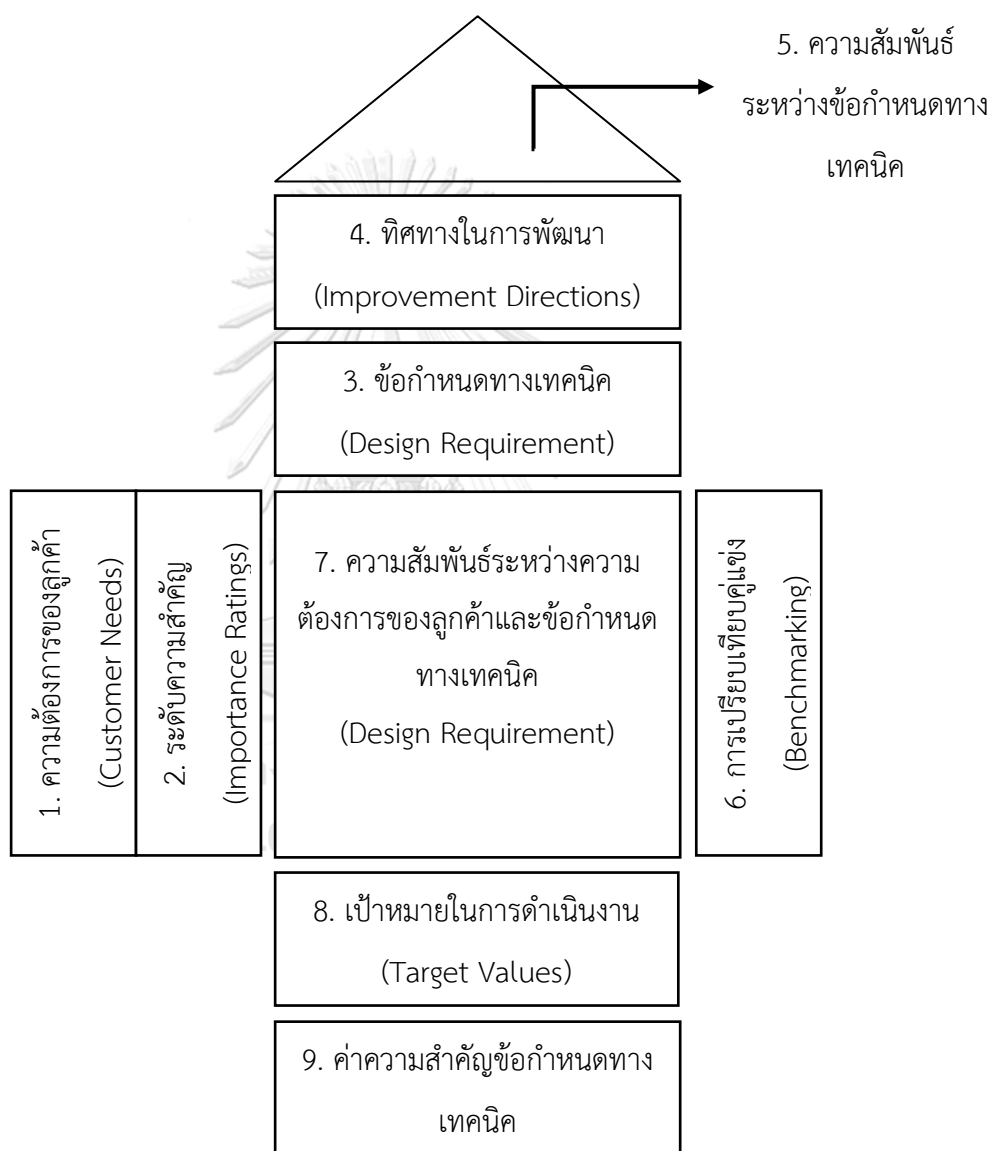 5. ความสัมพันธ์
ระหว่างข้อกำหนดทาง
เทคนิค
4. ทิศทางในการพัฒนา
(Improvement Directions)
3. ข้อกำหนดทางเทคนิค
(Design Requirement)
1. ความต้องการของลูกค้า
(Customer Needs)
2. ระดับความสำคัญ
(Importance Ratings)
7. ความสัมพันธ์ระหว่างความ
ต้องการของลูกค้าและข้อกำหนด
ทางเทคนิค
(Design Requirement)
6. การเปรียบเทียบคู่แข่ง
(Benchmarking)
8. เป้าหมายในการดำเนินงาน
(Target Values)
9. ค่าความสำคัญข้อกำหนดทาง
เทคนิค